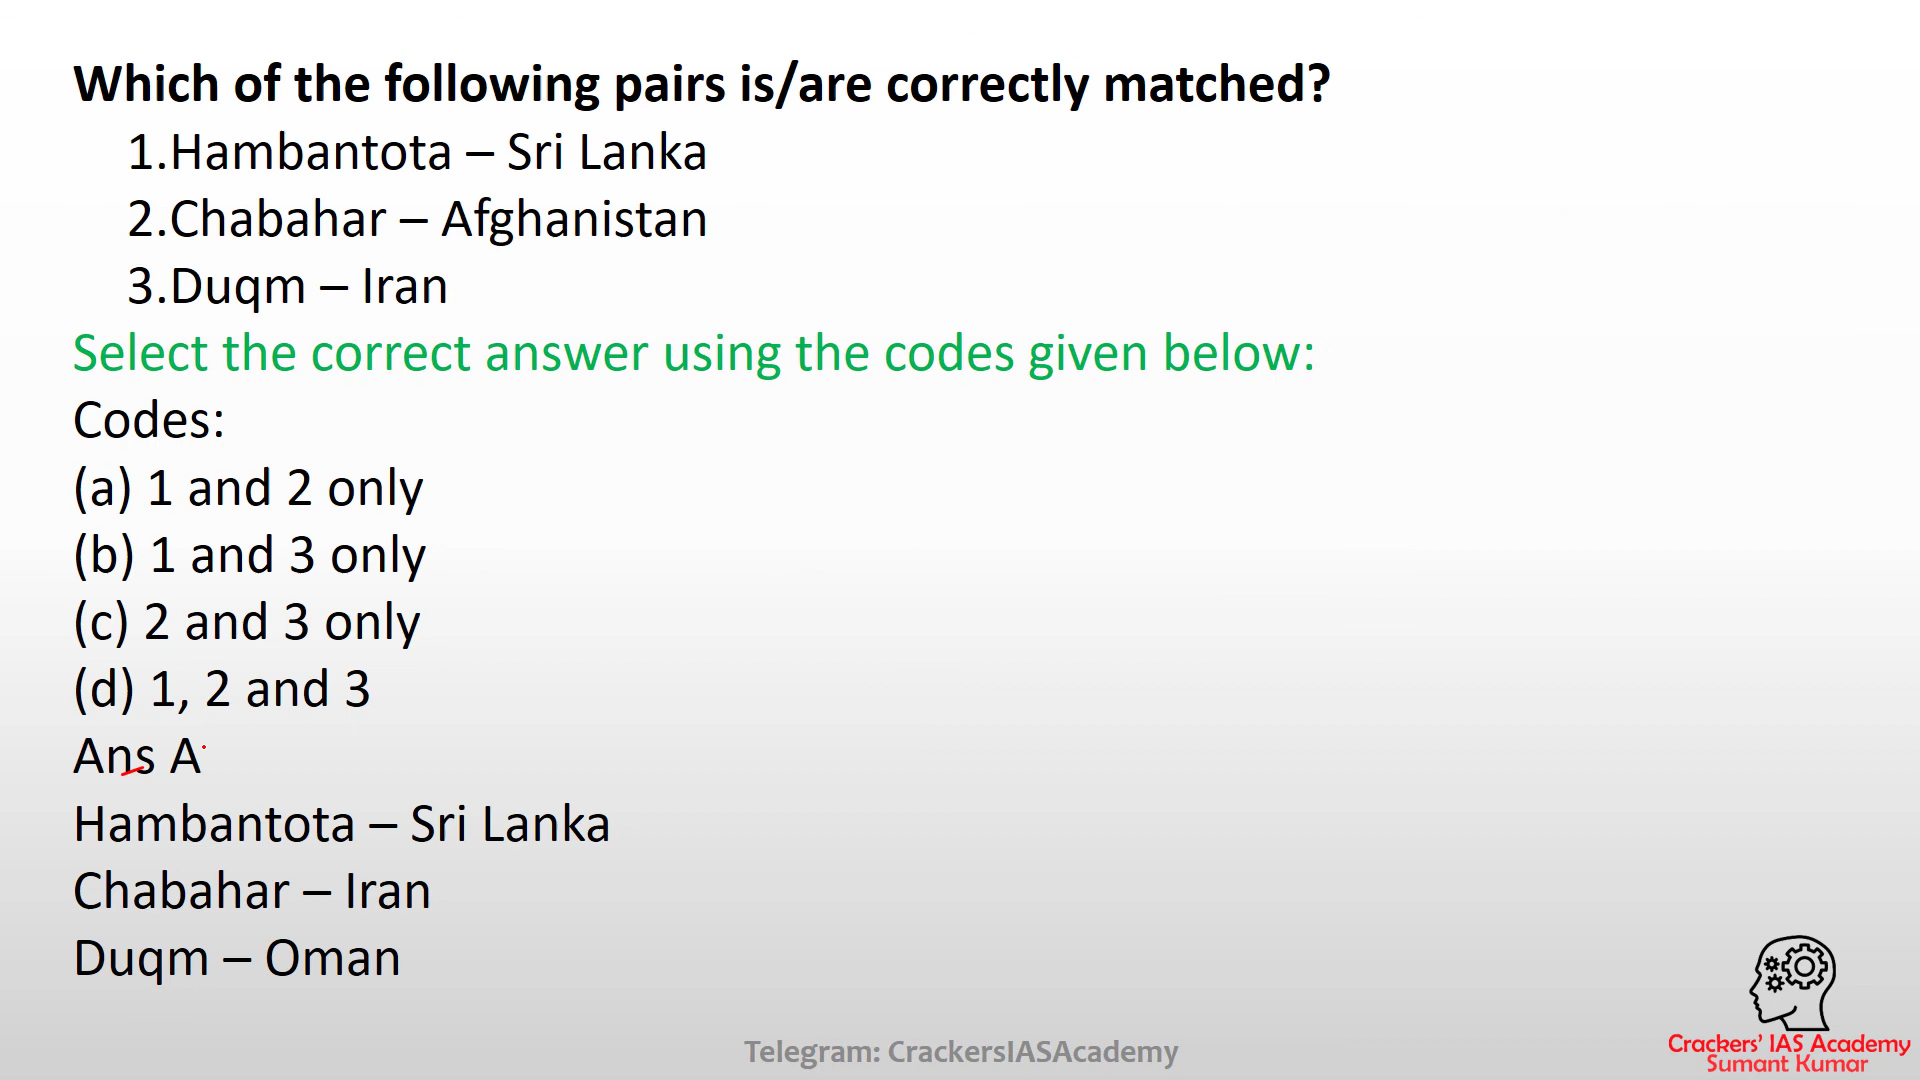 Which of the following pairs is/are correctly matched?
1.Hambantota – Sri Lanka
2.Chabahar – Afghanistan
3.Duqm – Iran
Select the correct answer using the codes given below:
Codes:
(a) 1 and 2 only
(b) 1 and 3 only
(c) 2 and 3 only
(d) 1, 2 and 3
Ans A
Hambantota – Sri Lanka
Chabahar – Iran
Duqm – Oman
Telegram: CrackersIASAcademy
Crackers' IAS Academy
Sumant Kumar